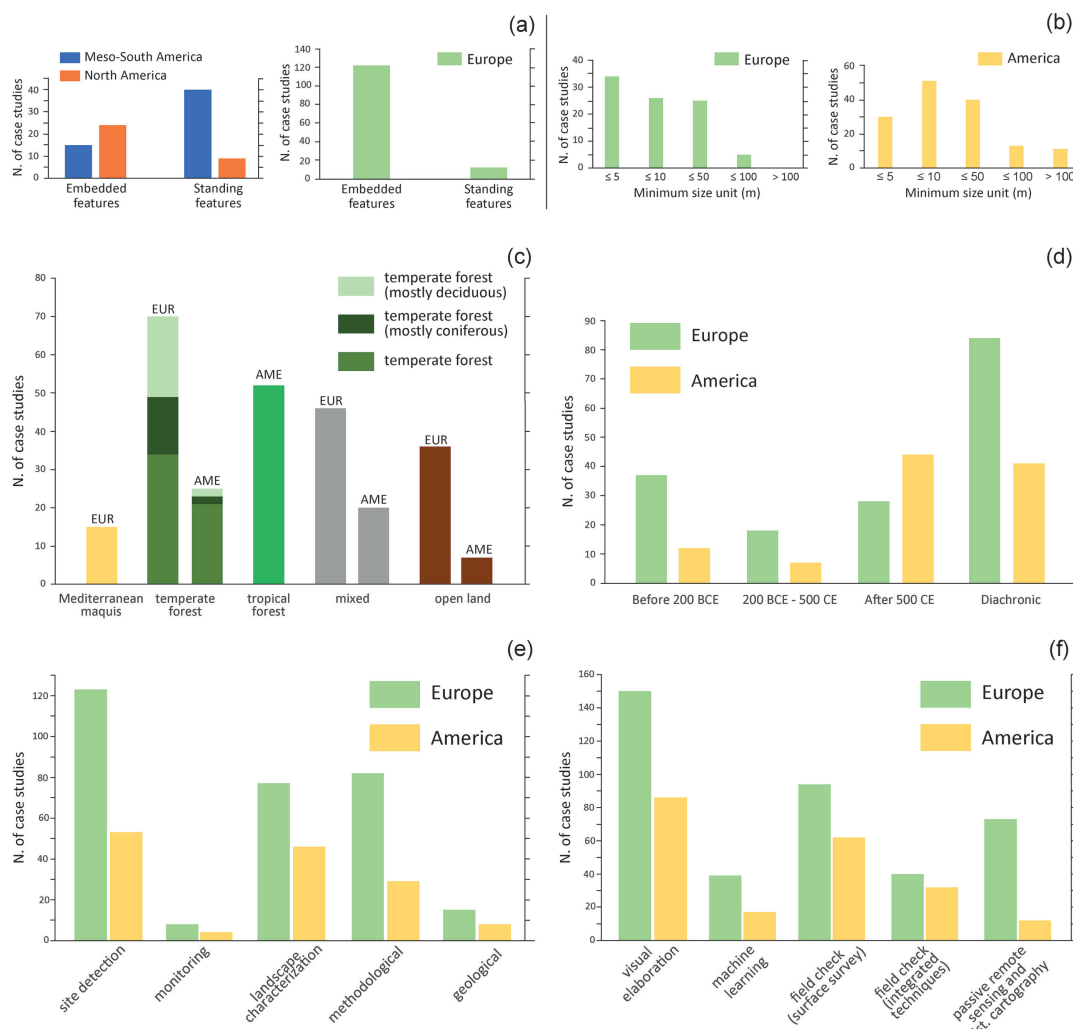 (a)
Meso-South America
North America
N. of case studies
40
30
20
10
0
Embedded features
Standing features
Europe
N. of case studies
140
120
100
80
60
40
20
0
Embedded features
Standing features
(b)
Europe
N. of case studies
40
30
20
10
0
≤ 5 ≤ 10 ≤ 50 ≤ 100 > 100
Minimum size unit (m)
America
N. of case studies
60
40
20
0
≤ 5 ≤ 10 ≤ 50 ≤ 100 > 100
Minimum size unit (m)
(c)
temperate forest
(mostly deciduous)
temperate forest
(mostly coniferous)
temperate forest
N. of case studies
80
70
60
50
40
30
20
10
0
EUR
EUR
AME
AME
EUR
AME
EUR
AME
Mediterranean maquis
temperate forest
tropical forest
mixed
open land
(d)
Europe
America
N. of case studies
90
80
70
60
50
40
30
20
10
0
Before 200 BCE
200 BCE - 500 CE
After 500 CE
Diachronic
(e)
Europe
America
N. of case studies
120
100
80
60
40
20
0
site detection
monitoring
landscape
characterization
methodological
geological
(f)
Europe
America
N. of case studies
160
140
120
100
80
60
40
20
0
visual
elaboration
machine
learning
field check
(surface survey)
field check
(integrated
techniques)
passive remote
sensing and
st. cartography